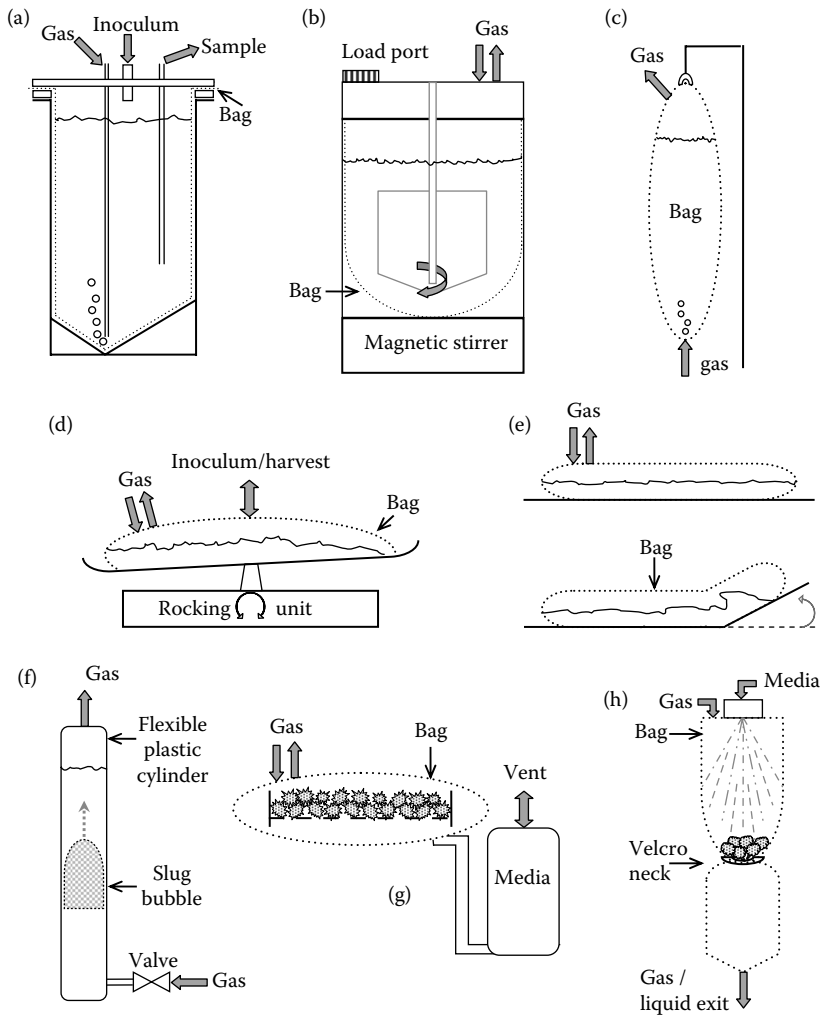 (a)
Gas
Inoculum
Sample
Bag
(b)
Load port
Gas
Bag
Magnetic stirrer
(c)
Gas
Bag
gas
(d)
Inoculum/harvest
Gas
Bag
Rocking unit
(e)
Gas
Bag
(f)
Gas
Flexible
plastic
cylinder
Slug
bubble
Valve
Gas
(g)
Gas
Bag
Vent
Media
(h)
Media
Gas
Bag
Velcro
neck
Gas /
liquid exit